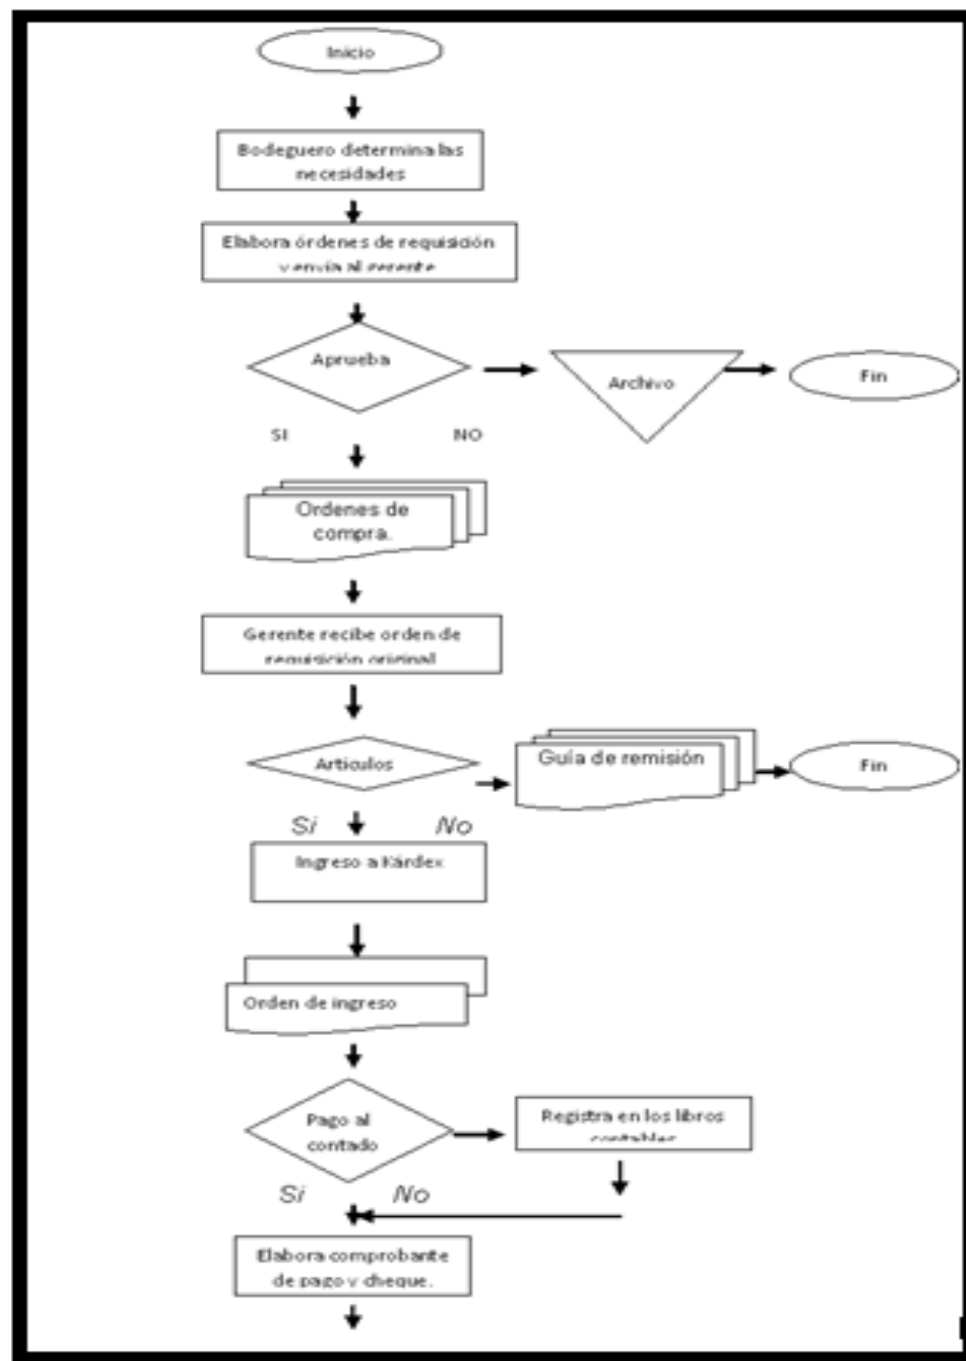 Inicio
Bodeguero determina las
necesidades
Elabora órdenes de requisición
y envía al gerente
Aprueba
Archivo
Fin
SI
NO
Ordenes de
compra.
Gerente recibe orden de
requisición original
Artículos
Guía de remisión
Fin
Si
No
Ingreso a Kárdex
Orden de ingreso
Pago al
contado
Registra en los libros
contables
Si
No
Elabora comprobante
de pago y cheque.